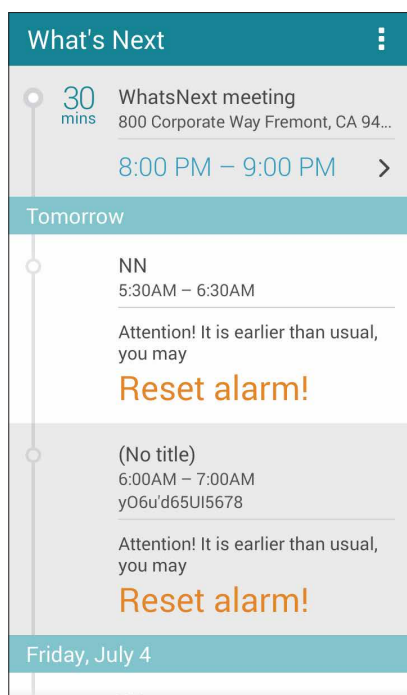 What's Next
30
mins
WhatsNext meeting
800 Corporate Way Fremont, CA 94...
8:00 PM – 9:00 PM
Tomorrow
NN
5:30AM – 6:30AM
Attention! It is earlier than usual,
you may
Reset alarm!
(No title)
6:00AM – 7:00AM
yO6u'd65UI5678
Attention! It is earlier than usual,
you may
Reset alarm!
Friday, July 4